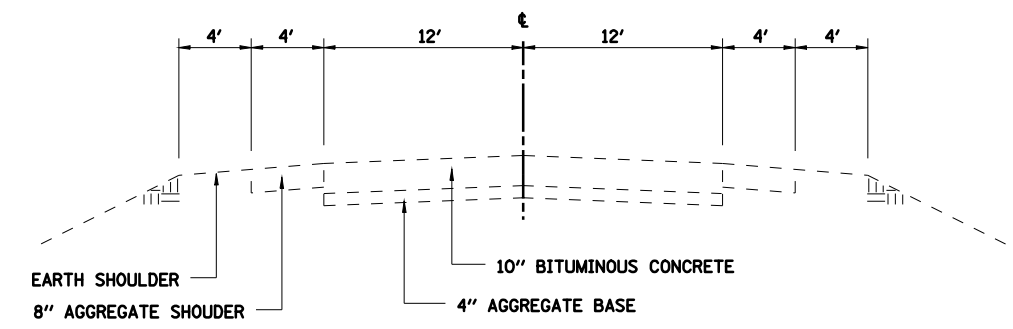 ℄
4' 4' 12' 12' 4' 4'
10" BITUMINOUS CONCRETE
EARTH SHOULDER
4" AGGREGATE BASE
8" AGGREGATE SHOUDER